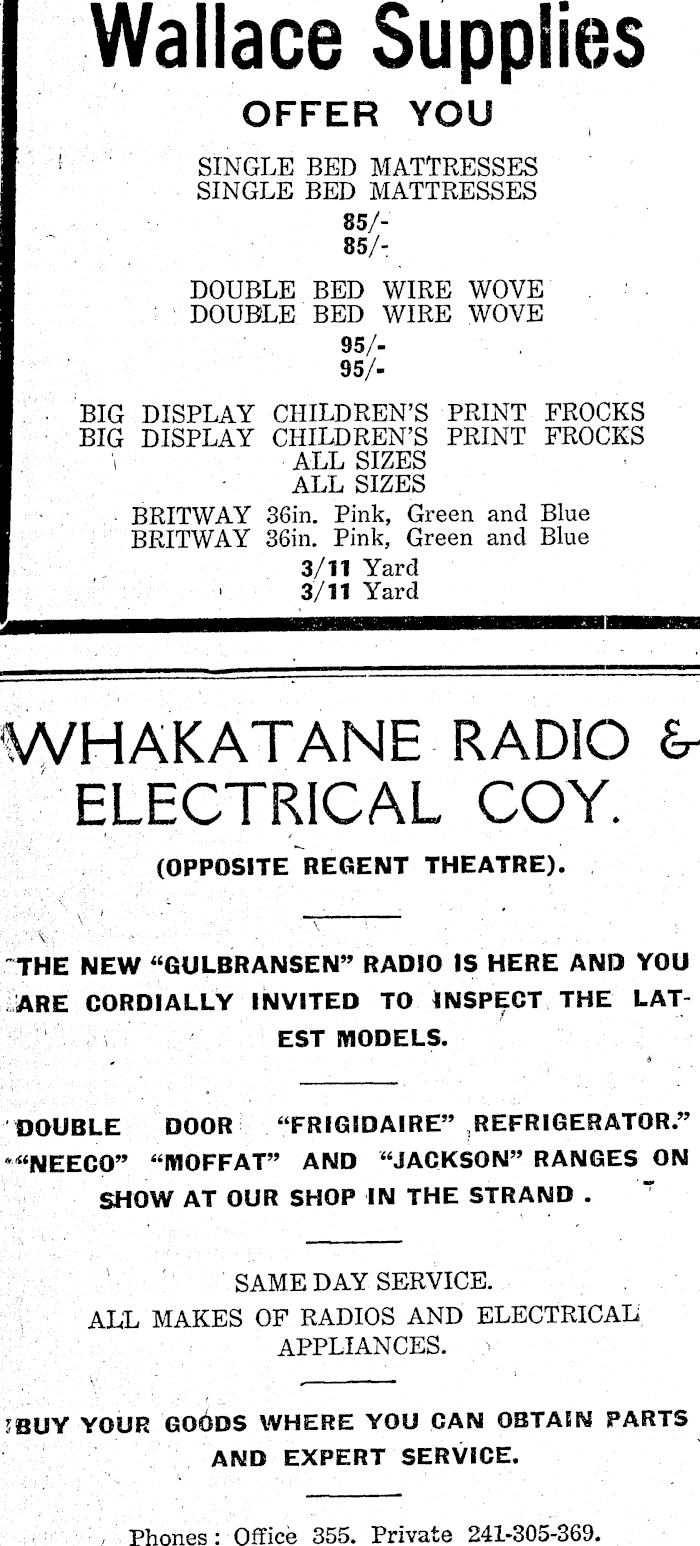 Wallace Supplies
OFFER YOU
SINGLE BED MATTRESSES
SINGLE BED MATTRESSES
85/-
85/-
DOUBLE BED WIRE WOVE
DOUBLE BED WIRE WOVE
95/-
95/-
BIG DISPLAY CHILDREN'S PRINT FROCKS
BIG DISPLAY CHILDREN'S PRINT FROCKS
ALL SIZES
ALL SIZES
BRITWAY 36in. Pink, Green and Blue
BRITWAY 36in. Pink, Green and Blue
3/11 Yard
3/11 Yard
WHAKATANE RADIO &
ELECTRICAL COY.
(OPPOSITE REGENT THEATRE).
THE NEW "GULBRANSEN" RADIO IS HERE AND YOU
ARE CORDIALLY INVITED TO INSPECT THE LAT-
EST MODELS.
DOUBLE DOOR "FRIGIDAIRE" REFRIGERATOR."
"NEECO" "MOFFAT" AND "JACKSON" RANGES ON
SHOW AT OUR SHOP IN THE STRAND .
SAME DAY SERVICE.
ALL MAKES OF RADIOS AND ELECTRICAL
APPLIANCES.
BUY YOUR GOODS WHERE YOU CAN OBTAIN PARTS
AND EXPERT SERVICE.
Phones : Office 355. Private 241-305-369.